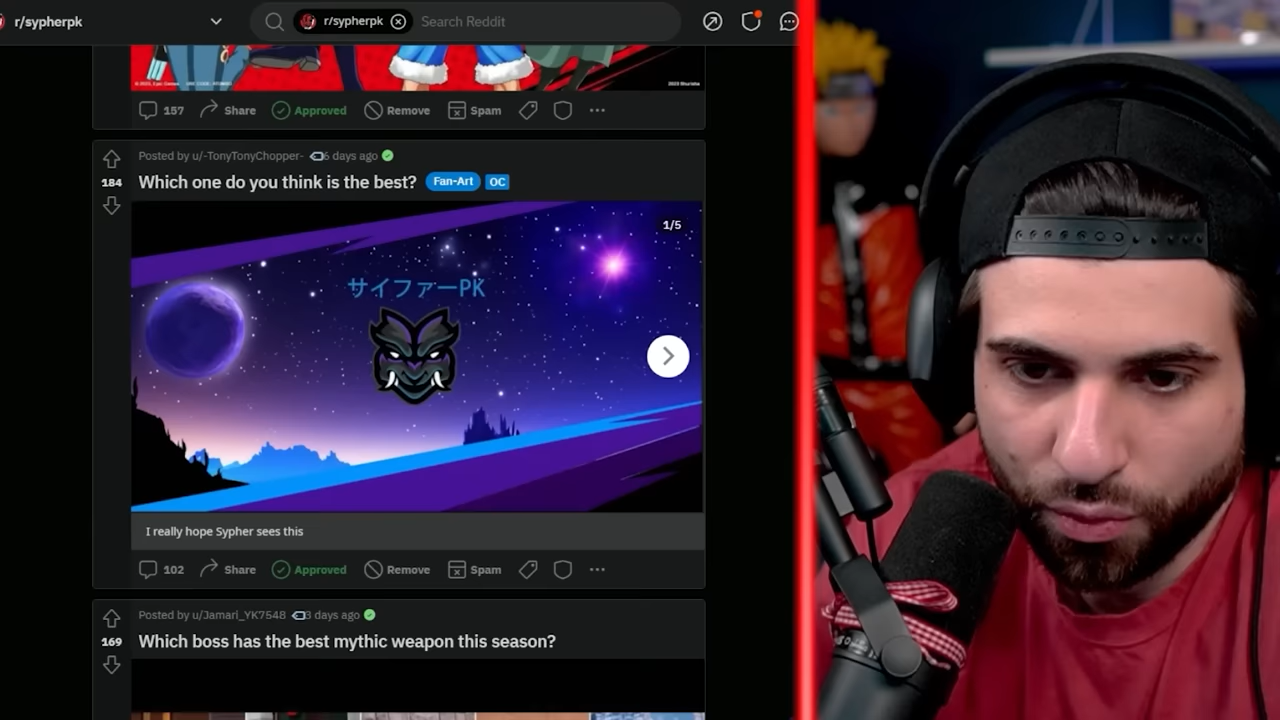 r/sypherpk
r/sypherpk
Search Reddit
157
Share
Approved
Remove
Spam
Posted by u/-TonyTonyChopper-
6 days ago
184
Which one do you think is the best?
Fan-Art
OC
1/5
サイファーPK
I really hope Sypher sees this
102
Share
Approved
Remove
Spam
Posted by u/Jamari_YK7548
3 days ago
169
Which boss has the best mythic weapon this season?